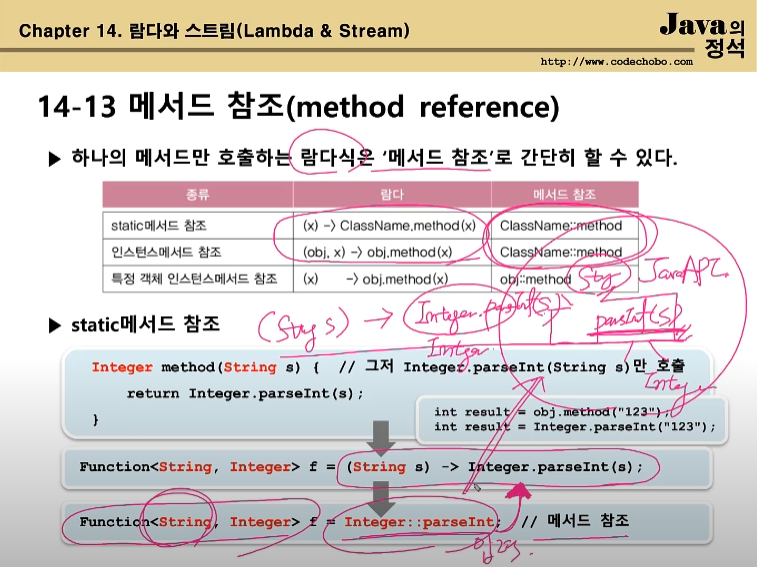 Chapter 14. 람다와 스트림(Lambda & Stream)
Java의 정석
http://www.codechobo.com
14-13 메서드 참조(method reference)
▶ 하나의 메서드만 호출하는 람다식은 ‘메서드 참조’로 간단히 할 수 있다.
종류 람다 메서드 참조
static메서드 참조 (x) -> ClassName.method(x) ClassName::method
인스턴스메서드 참조 (obj, x) -> obj.method(x) ClassName::method
특정 객체 인스턴스메서드 참조 (x) -> obj.method(x) obj::method
JavaAPI
▶ static메서드 참조
(String s) → Integer.parseInt(s)
parseInt(s)
Integer
Integer method(String s) { // 그저 Integer.parseInt(String s)만 호출
return Integer.parseInt(s);
}
int result = obj.method("123");
int result = Integer.parseInt("123");
Function<String, Integer> f = (String s) -> Integer.parseInt(s);
Function<String, Integer> f = Integer::parseInt; // 메서드 참조